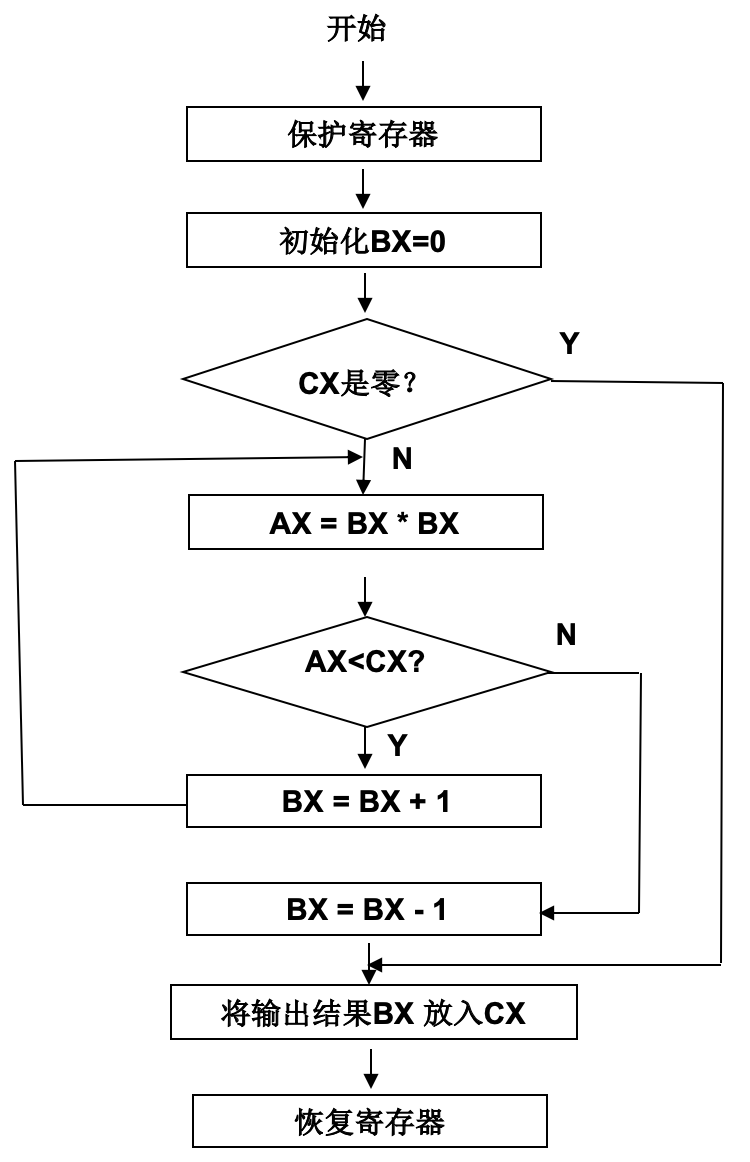 开始
保护寄存器
初始化BX=0
Y
CX是零？
N
AX = BX * BX
N
AX<CX?
Y
BX = BX + 1
BX = BX - 1
将输出结果BX 放入CX
恢复寄存器